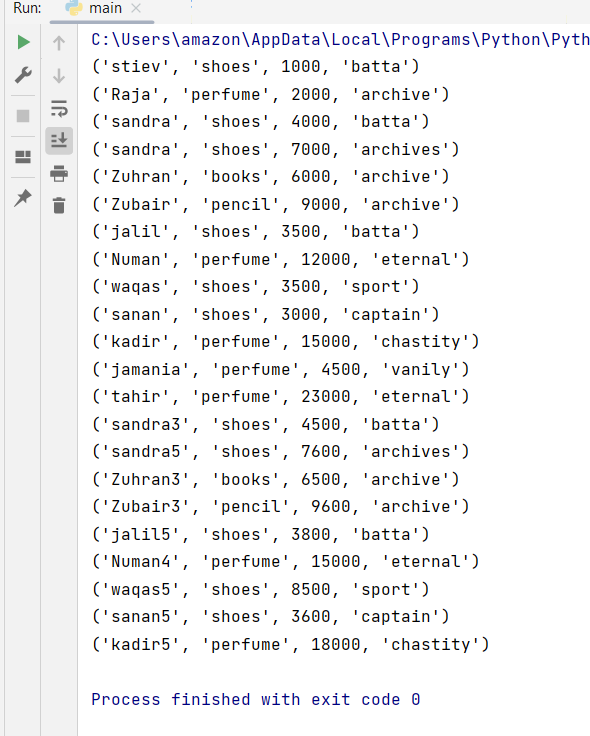 Run: main
C:\Users\amazon\AppData\Local\Programs\Python\Pyth
('stiev', 'shoes', 1000, 'batta')
('Raja', 'perfume', 2000, 'archive')
('sandra', 'shoes', 4000, 'batta')
('sandra', 'shoes', 7000, 'archives')
('Zuhran', 'books', 6000, 'archive')
('Zubair', 'pencil', 9000, 'archive')
('jalil', 'shoes', 3500, 'batta')
('Numan', 'perfume', 12000, 'eternal')
('waqas', 'shoes', 3500, 'sport')
('sanan', 'shoes', 3000, 'captain')
('kadir', 'perfume', 15000, 'chastity')
('jamania', 'perfume', 4500, 'vanily')
('tahir', 'perfume', 23000, 'eternal')
('sandra3', 'shoes', 4500, 'batta')
('sandra5', 'shoes', 7600, 'archives')
('Zuhran3', 'books', 6500, 'archive')
('Zubair3', 'pencil', 9600, 'archive')
('jalil5', 'shoes', 3800, 'batta')
('Numan4', 'perfume', 15000, 'eternal')
('waqas5', 'shoes', 8500, 'sport')
('sanan5', 'shoes', 3600, 'captain')
('kadir5', 'perfume', 18000, 'chastity')
Process finished with exit code 0